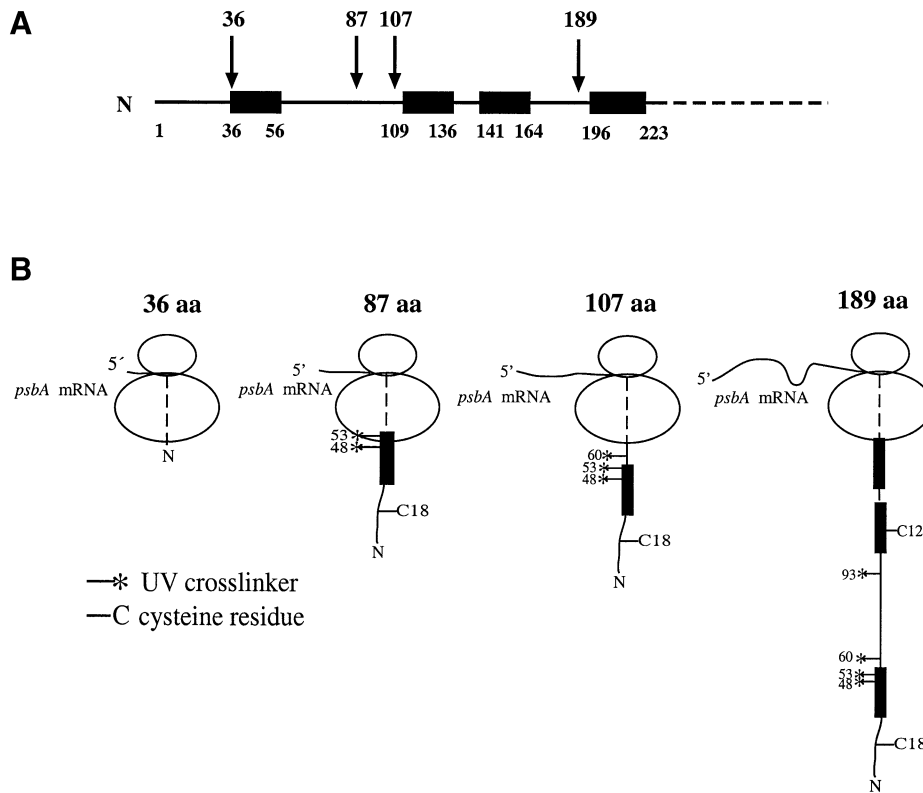 A
36 87 107 189
N
1 36 56 109 136 141 164 196 223
B
36 aa 87 aa 107 aa 189 aa
5´ 5’ 5’ 5’
psbA mRNA psbA mRNA psbA mRNA psbA mRNA
N
53
48
C18
N
60
53
48
C18
N
C12
93
60
53
48
C18
N
* UV crosslinker
C cysteine residue